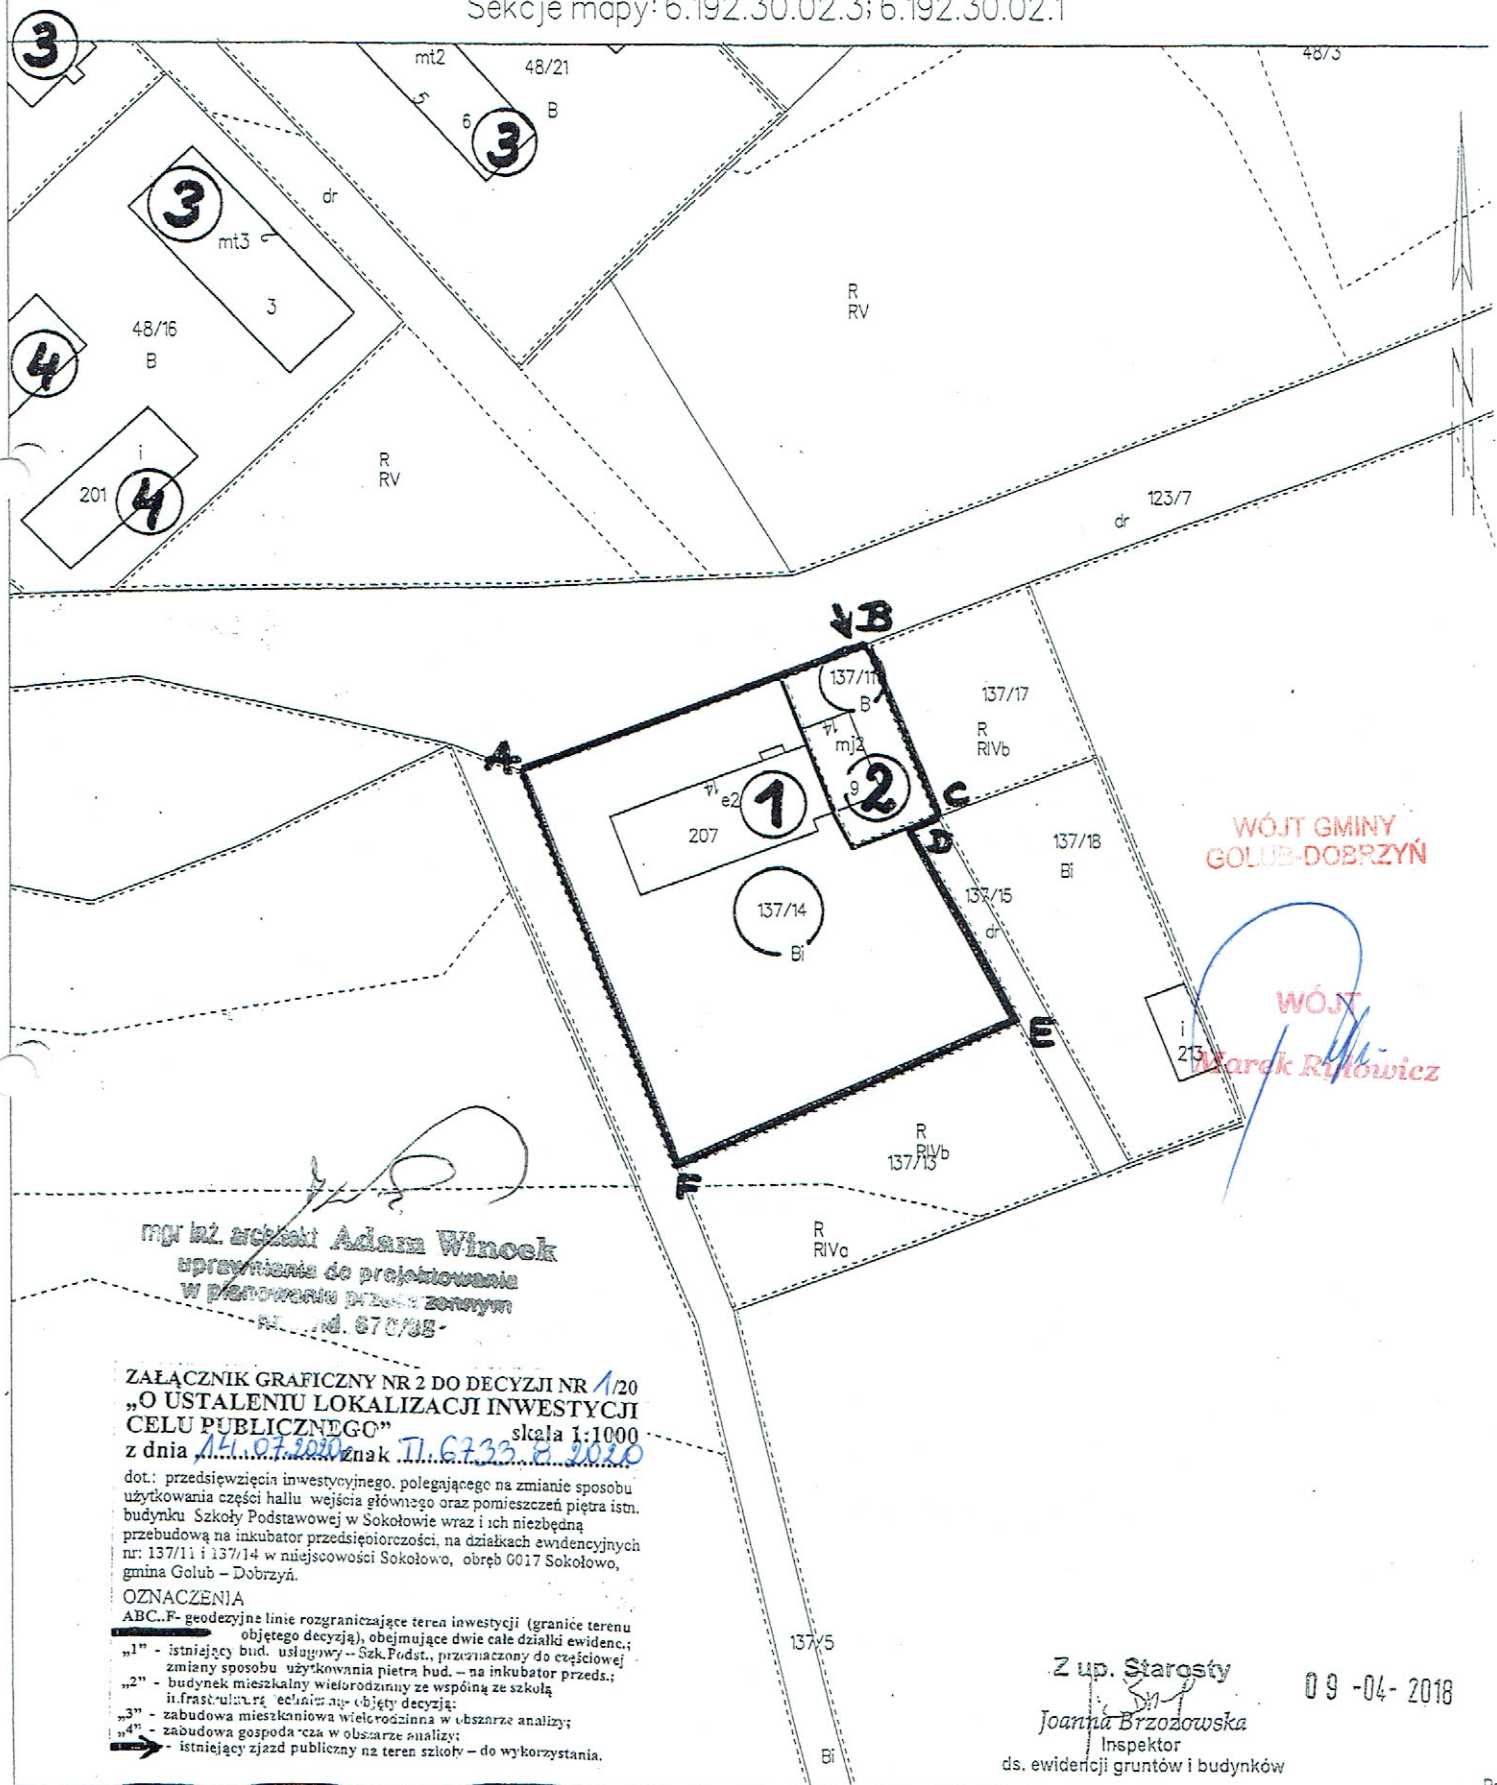 Sekcje mapy: 6.192.30.02.3; 6.192.30.02.1
3
mt2
48/21
48/3
5
6
B
3
3
mt3
dr
3
R
RV
48/16
B
4
i
201
4
R
RV
123/7
dr
B
137/11
B
137/17
R
RIVb
A
14
mj2
14
e2
1
9
2
C
207
D
137/18
Bi
WÓJT GMINY
GOLUB-DOBRZYŃ
137/14
Bi
137/15
dr
WÓJT
E
i
213
Marek Ryłowicz
R
RIVb
137/13
F
R
RIVa
mgr inż. architekt Adam Wincek
uprawnienia do projektowania
w planowaniu przestrzennym
ZAŁĄCZNIK GRAFICZNY NR 2 DO DECYZJI NR 1/20
„O USTALENIU LOKALIZACJI INWESTYCJI
CELU PUBLICZNEGO” skala 1:1000
z dnia 14.07.2020 znak II.6733.8.2020
dot.: przedsięwzięcia inwestycyjnego, polegającego na zmianie sposobu
użytkowania części hallu wejścia głównego oraz pomieszczeń piętra istn.
budynku Szkoły Podstawowej w Sokołowie wraz i ich niezbędną
przebudową na inkubator przedsiębiorczości, na działkach ewidencyjnych
nr: 137/11 i 137/14 w miejscowości Sokołowo, obręb 0017 Sokołowo,
gmina Golub – Dobrzyń.
OZNACZENIA
ABC..F- geodezyjne linie rozgraniczające teren inwestycji (granice terenu
objętego decyzją), obejmujące dwie całe działki ewidenc.;
„1” - istniejący bud. usługowy – Szk.Podst., przeznaczony do częściowej
zmiany sposobu użytkowania piętra bud. – na inkubator przeds.;
„2” - budynek mieszkalny wielorodzinny ze wspólną ze szkołą
infrastrukturą techniczną- objęty decyzją;
„3” - zabudowa mieszkaniowa wielorodzinna w obszarze analizy;
„4” - zabudowa gospodarcza w obszarze analizy;
- istniejący zjazd publiczny na teren szkoły – do wykorzystania.
137/5
Bi
Z up. Starosty
Joanna Brzozowska
Inspektor
ds. ewidencji gruntów i budynków
09 -04- 2018